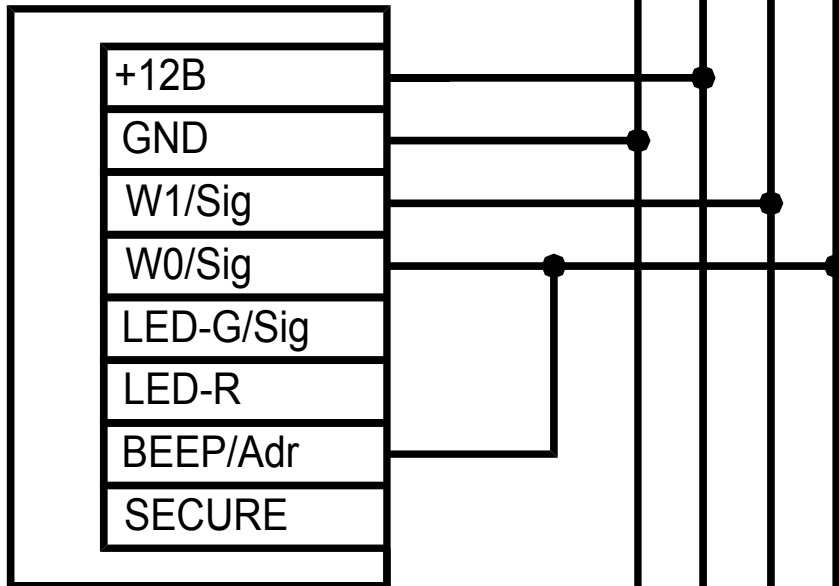 +12В
GND
W1/Sig
W0/Sig
LED-G/Sig
LED-R
BEEP/Adr
SECURE